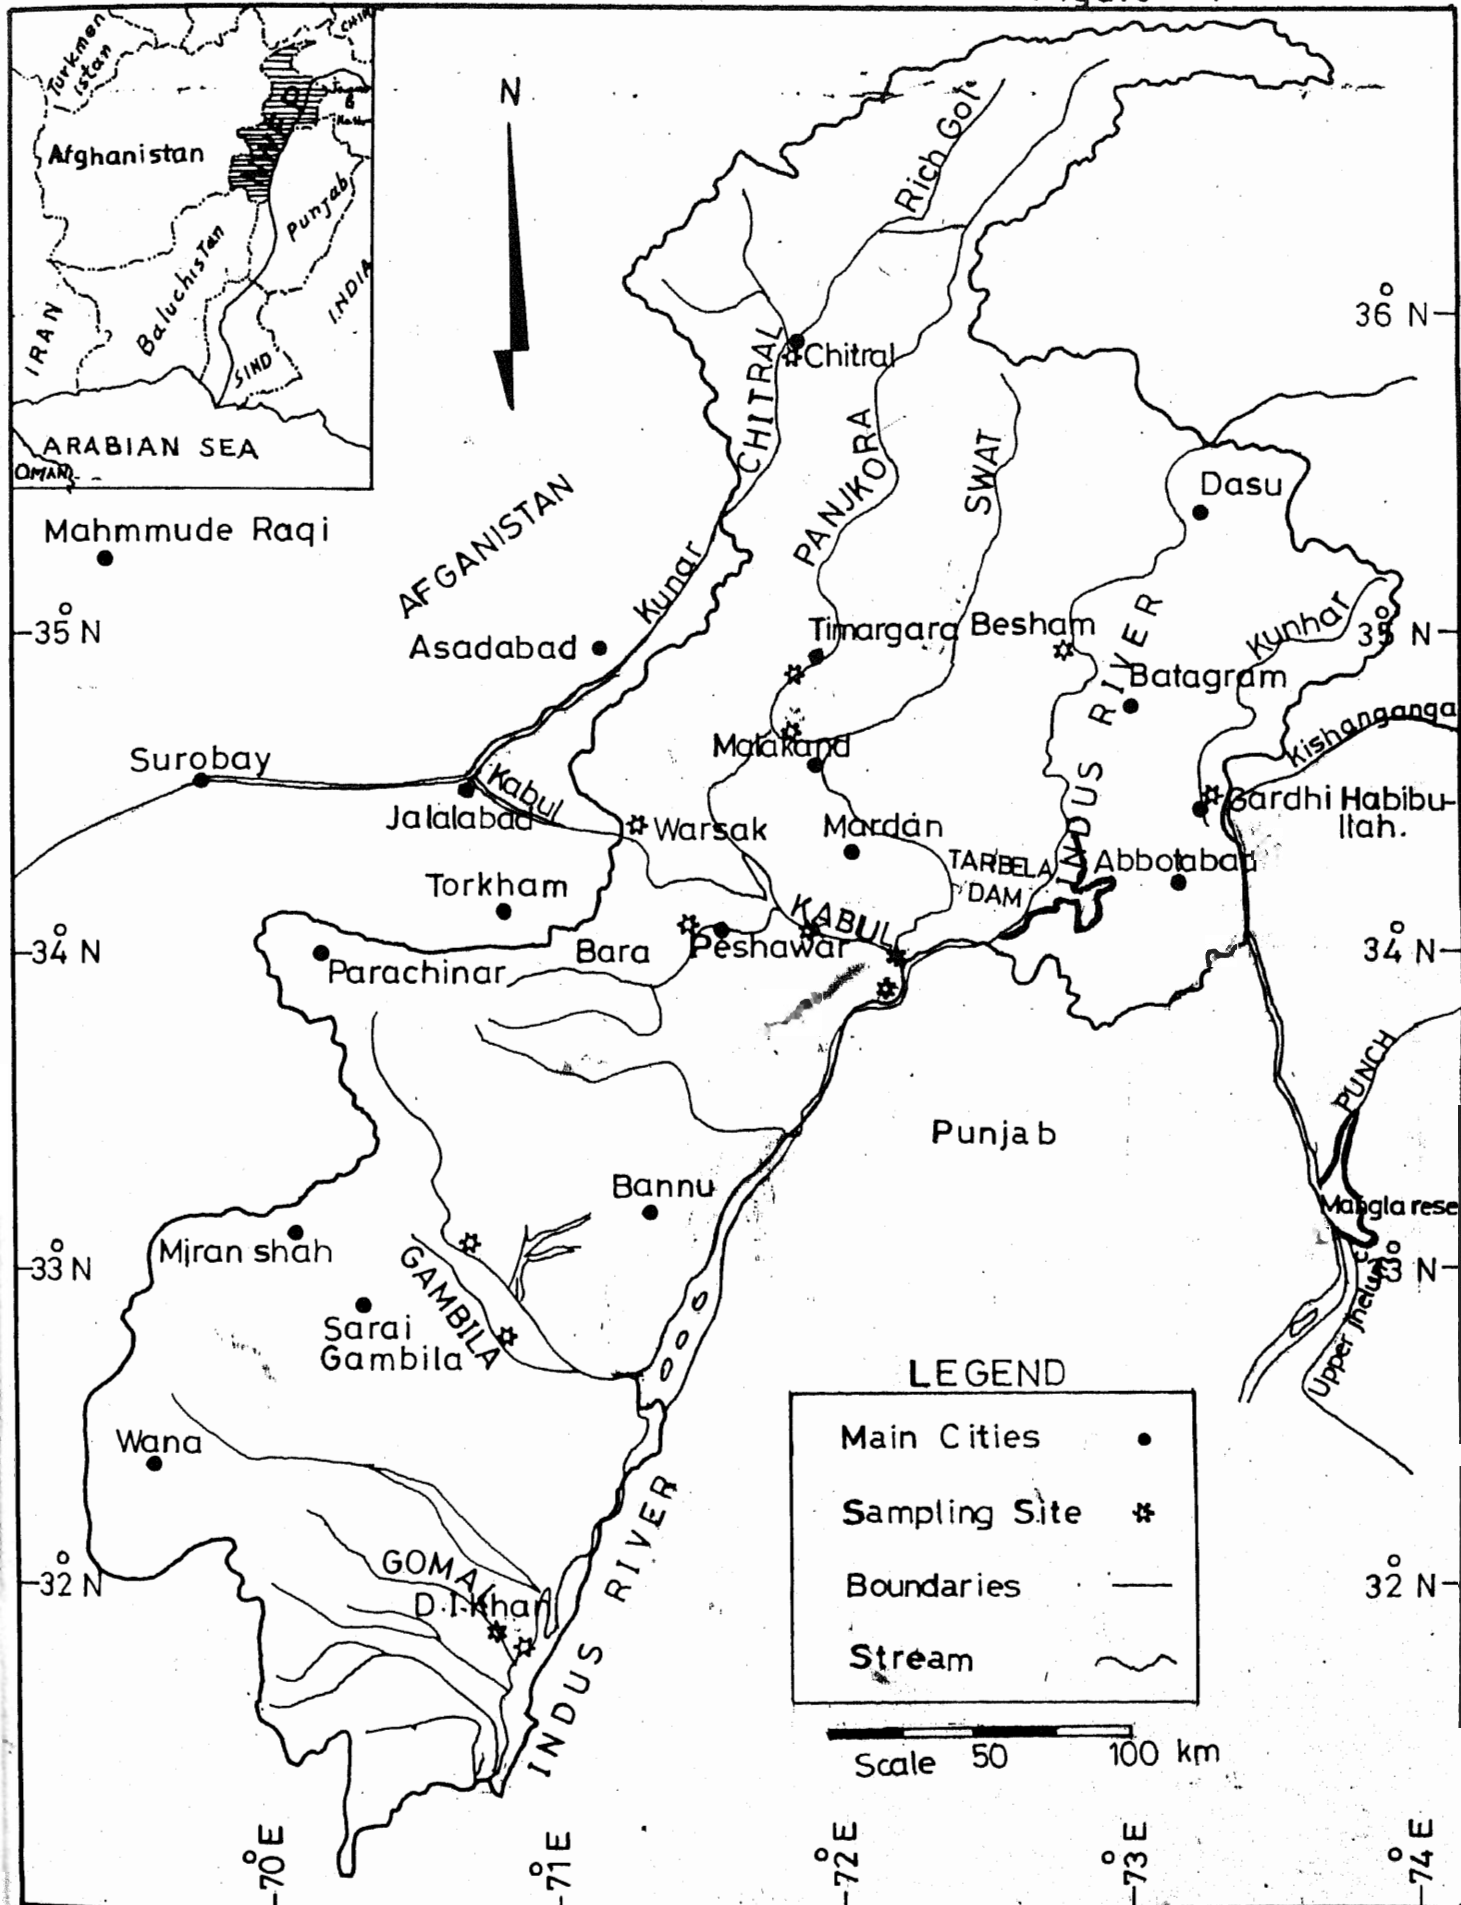 Turkmen
istan
CHIN
Afghanistan
Punjab
Baluchistan
INDIA
IRAN
SIND
ARABIAN SEA
OMAN
N
Rich Gol
36°N
CHITRAL
Chitral
PANJKORA
SWAT
Dasu
Mahmmude Raqi
AFGANISTAN
Kunar
35°N
Asadabad
Timargara
Besham
Kunhar
35°N
INDUS RIVER
Batagram
Kishanganga
Surobay
Malakand
Kabul
Jalalabad
Warsak
Mardan
Gardhi Habibu-
llah.
TARBELA
DAM
Abbotabad
Torkham
KABUL
34°N
Bara
Peshawar
34°N
Parachinar
PUNCH
Punjab
Bannu
Mangla rese
Miran shah
33°N
GAMBILA
33°N
Sarai
Gambila
Upper Jhelum
LEGEND
Main Cities
Wana
Sampling Site
INDUS RIVER
GOMAL
32°N
Boundaries
32°N
D.I.Khan
Stream
Scale 50 100 km
70°E
71°E
72°E
73°E
74°E